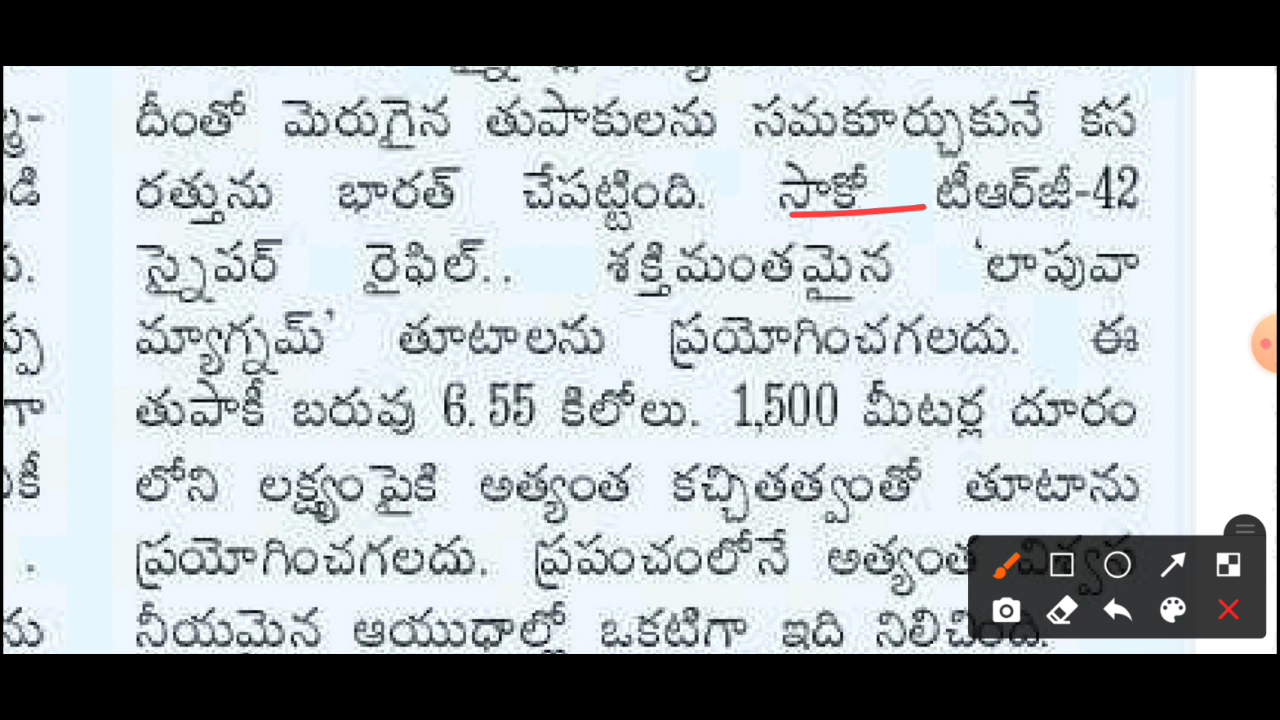 దీంతో మెరుగైన తుపాకులను సమకూర్చుకునే కస
రత్తును భారత్ చేపట్టింది. సాకో టీఆర్‌జీ-42
డి
స్నైపర్ రైఫిల్.. శక్తిమంతమైన ‘లాపువా
మ్యాగ్నమ్’ తూటాలను ప్రయోగించగలదు. ఈ
తుపాకీ బరువు 6.55 కిలోలు. 1,500 మీటర్ల దూరం
లోని లక్ష్యంపైకి అత్యంత కచ్చితత్వంతో తూటాను
ప్రయోగించగలదు. ప్రపంచంలోనే అత్యంత విశ్వస
నీయమైన ఆయుధాల్లో ఒకటిగా ఇది నిలిచింది.